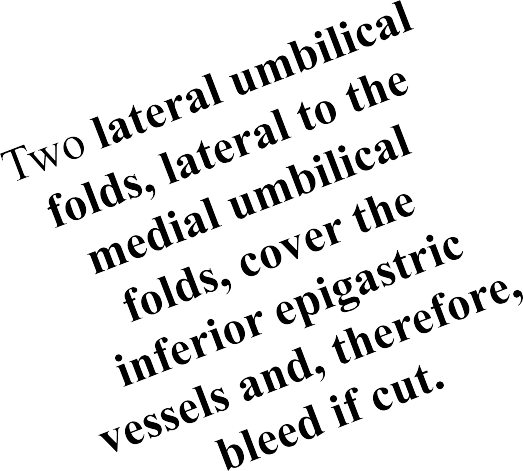 Two lateral umbilical
folds, lateral to the
medial umbilical
folds, cover the
inferior epigastric
vessels and, therefore,
bleed if cut.